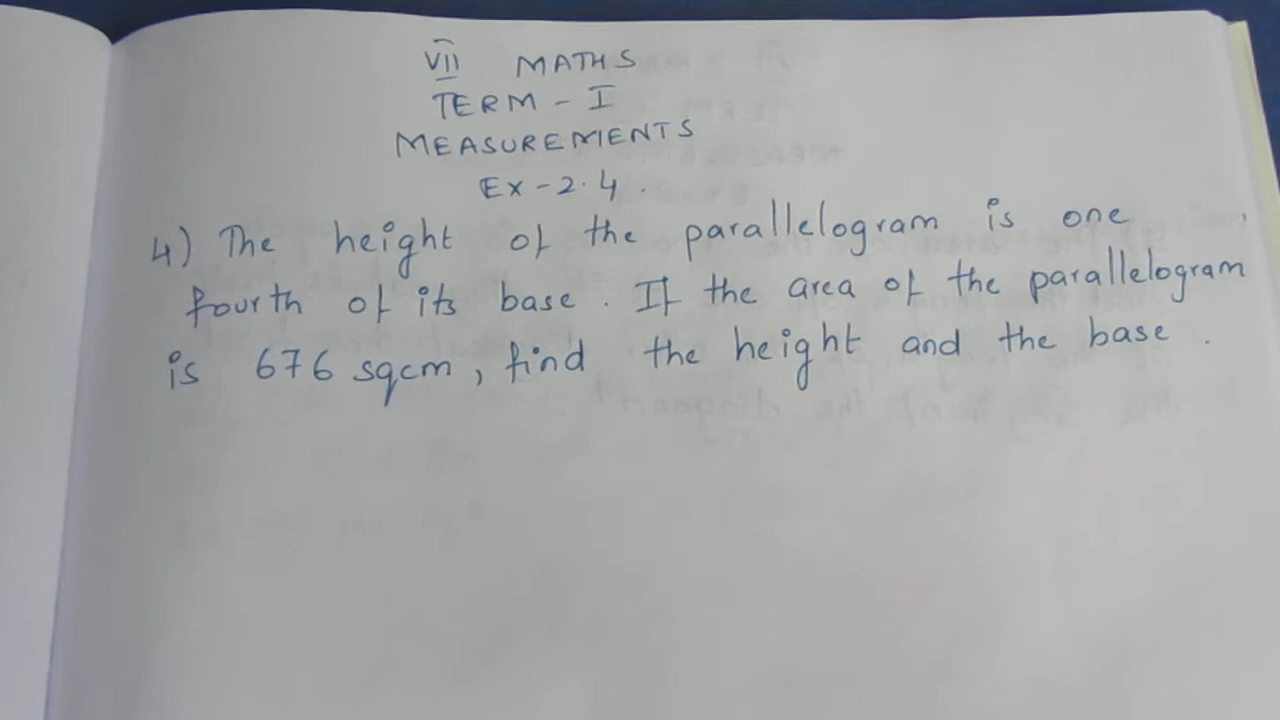 VII MATHS
TERM - I
MEASUREMENTS
Ex - 2.4.
4) The height of the parallelogram is one
fourth of its base. If the area of the parallelogram
is 676 sqcm, find the height and the base.